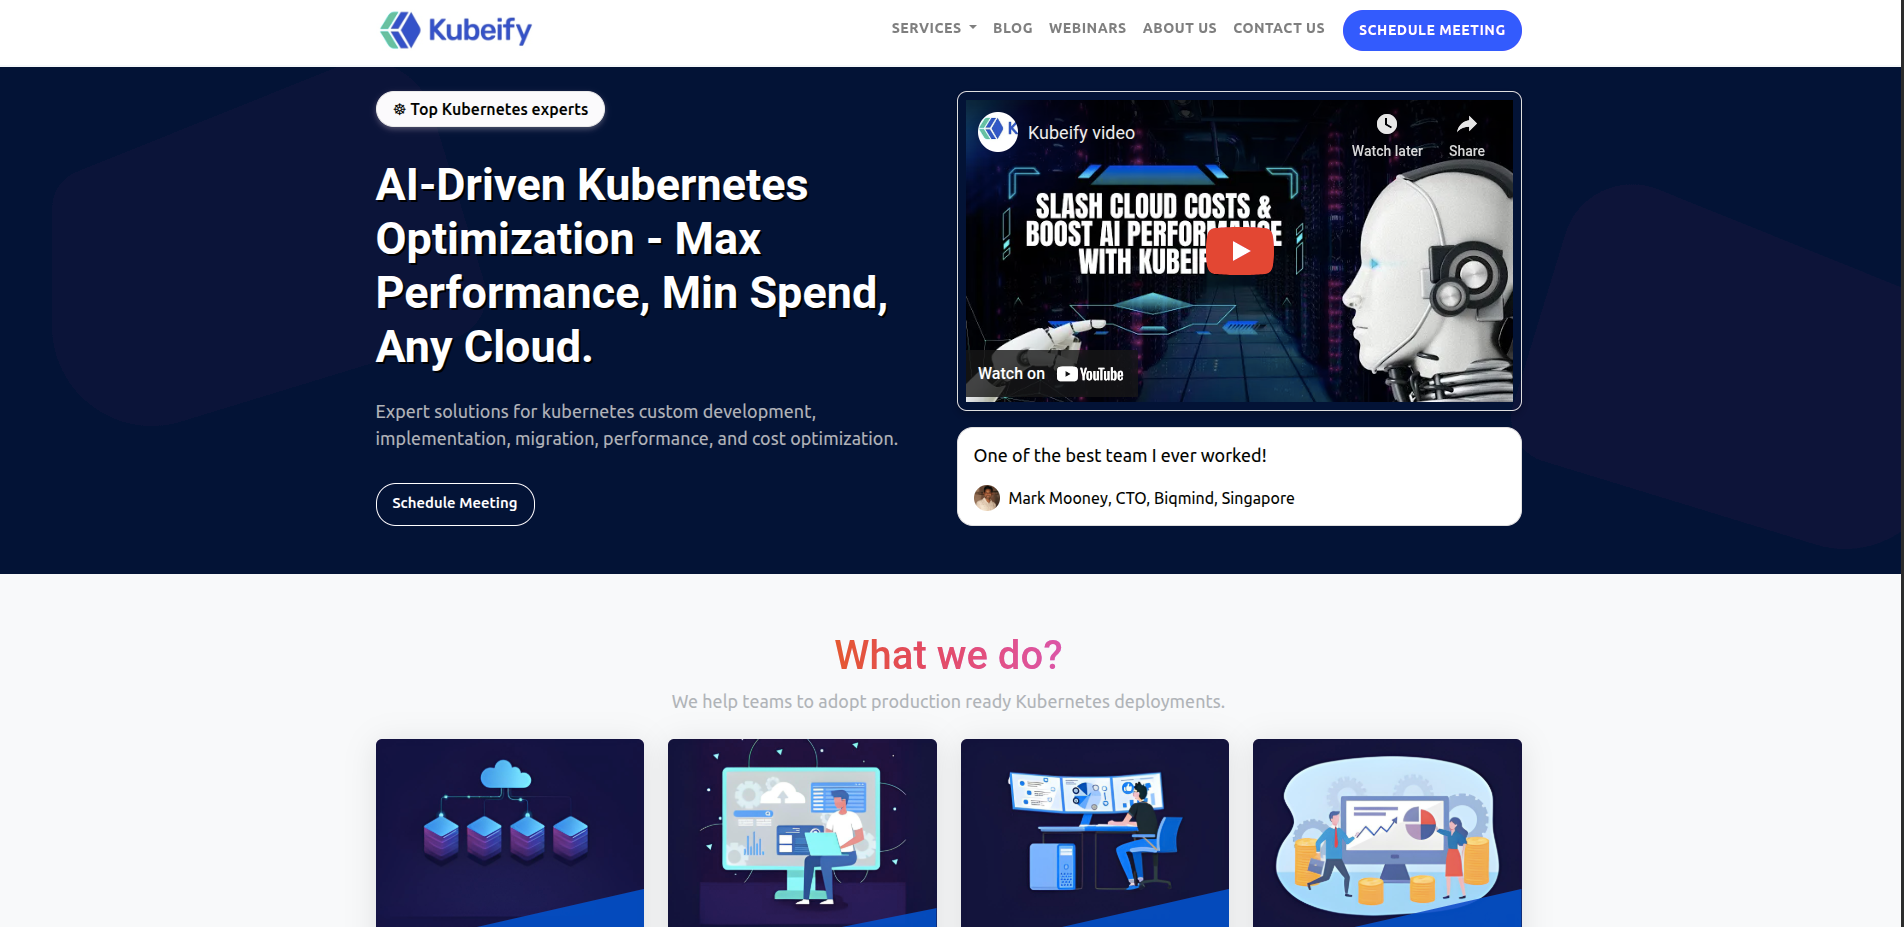 Kubeify
SERVICES
BLOG
WEBINARS
ABOUT US
CONTACT US
SCHEDULE MEETING
☸ Top Kubernetes experts
AI-Driven Kubernetes
Optimization - Max
Performance, Min Spend,
Any Cloud.
Expert solutions for kubernetes custom development,
implementation, migration, performance, and cost optimization.
Schedule Meeting
Kubeify video
Watch later
Share
SLASH CLOUD COSTS &
BOOST AI PERFORMANCE
WITH KUBEIF
Watch on YouTube
One of the best team I ever worked!
Mark Mooney, CTO, Biqmind, Singapore
What we do?
We help teams to adopt production ready Kubernetes deployments.